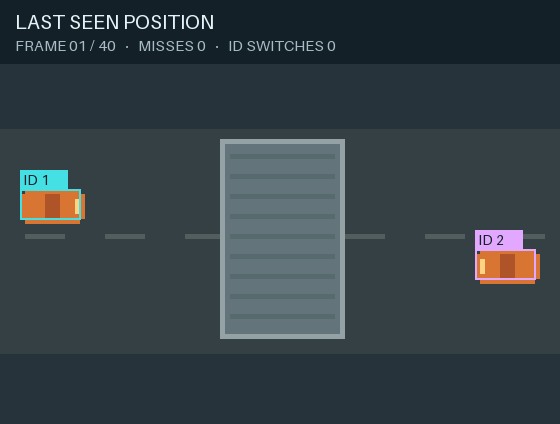 LAST SEEN POSITION
FRAME 01 / 40 · MISSES 0 · ID SWITCHES 0
ID 1
ID 2